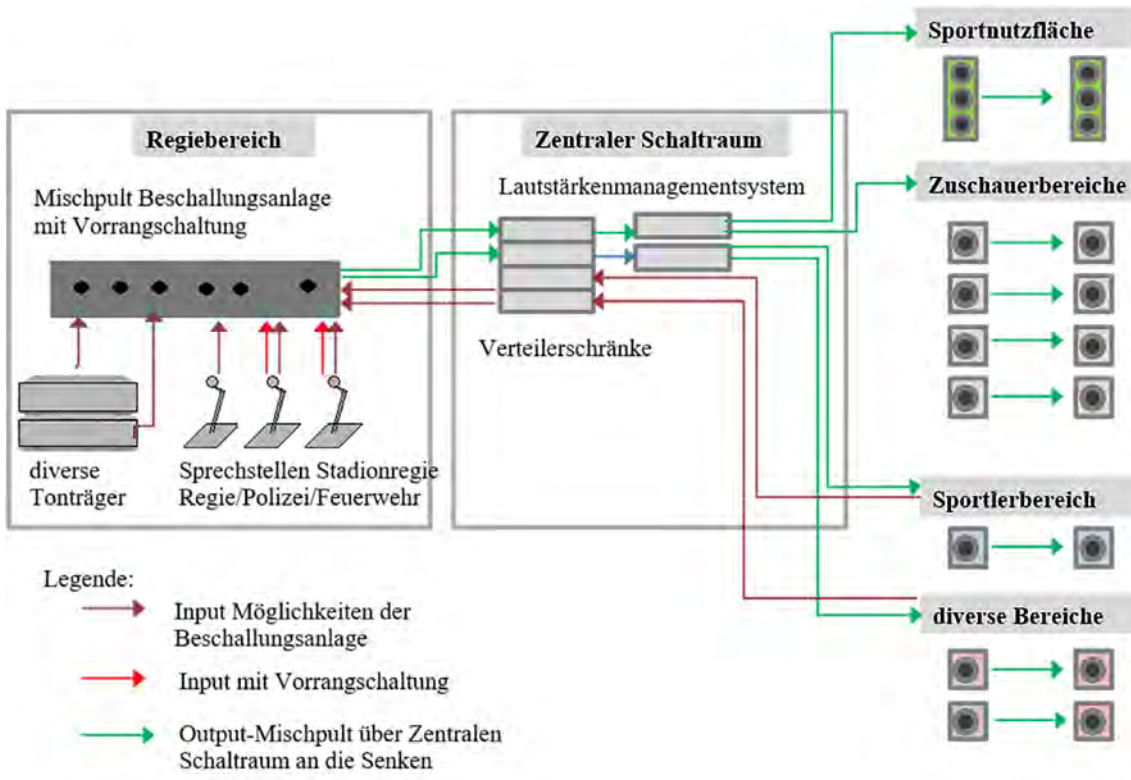 Regiebereich
Mischpult Beschallungsanlage
mit Vorrangschaltung
diverse
Tonträger
Sprechstellen Stadionregie
Regie/Polizei/Feuerwehr
Zentraler Schaltraum
Lautstärkenmanagementsystem
Verteilerschränke
Sportnutzfläche
Zuschauerbereiche
Sportlerbereich
diverse Bereiche
Legende:
Input Möglichkeiten der
Beschallungsanlage
Input mit Vorrangschaltung
Output-Mischpult über Zentralen
Schaltraum an die Senken